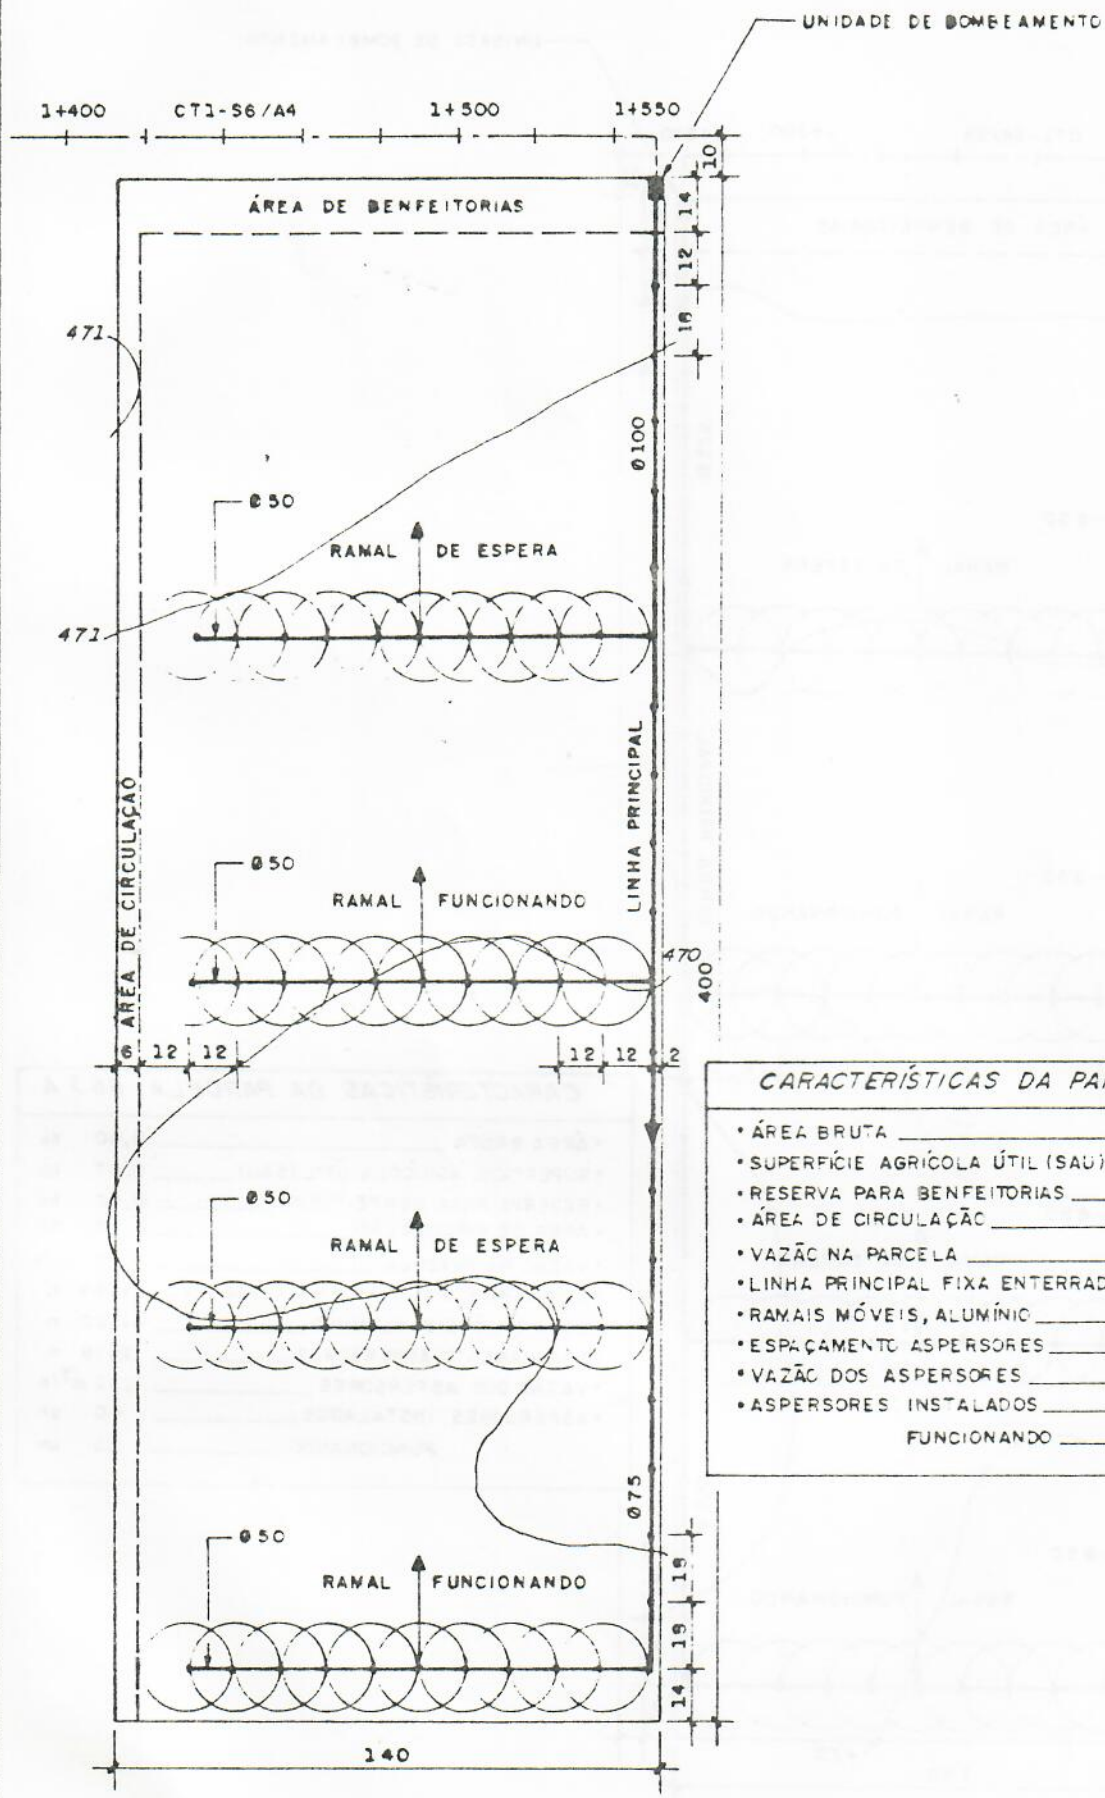 UNIDADE DE BOMBEAMENTO
1+400 CT1-S6/A4 1+500 1+550
10
ÁREA DE BENFEITORIAS
14
12
18
471
Ø100
Ø50
RAMAL DE ESPERA
471
ÁREA DE CIRCULAÇÃO
LINHA PRINCIPAL
Ø50
RAMAL FUNCIONANDO
470
400
6 12 12 12 12 2
CARACTERÍSTICAS DA PAR
• ÁREA BRUTA
• SUPERFÍCIE AGRÍCOLA ÚTIL (SAU)
• RESERVA PARA BENFEITORIAS
• ÁREA DE CIRCULAÇÃO
• VAZÃO NA PARCELA
• LINHA PRINCIPAL FIXA ENTERRAD
• RAMAIS MÓVEIS, ALUMÍNIO
• ESPAÇAMENTO ASPERSORES
• VAZÃO DOS ASPERSORES
• ASPERSORES INSTALADOS
FUNCIONANDO
Ø50
RAMAL DE ESPERA
Ø75
Ø50
18
RAMAL FUNCIONANDO
18
14
140